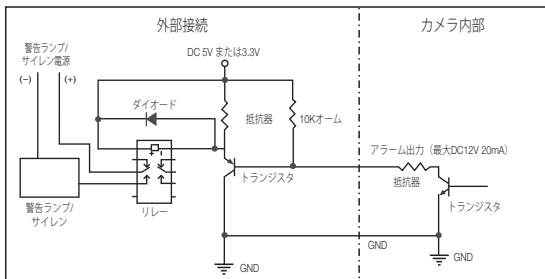 外部接続
カメラ内部
警告ランプ/
サイレン電源
(−)
(+)
DC 5V または3.3V
ダイオード
抵抗器
10Kオーム
+
-
リレー
トランジスタ
アラーム出力（最大DC12V 20mA）
抵抗器
トランジスタ
警告ランプ/
サイレン
GND
GND
GND